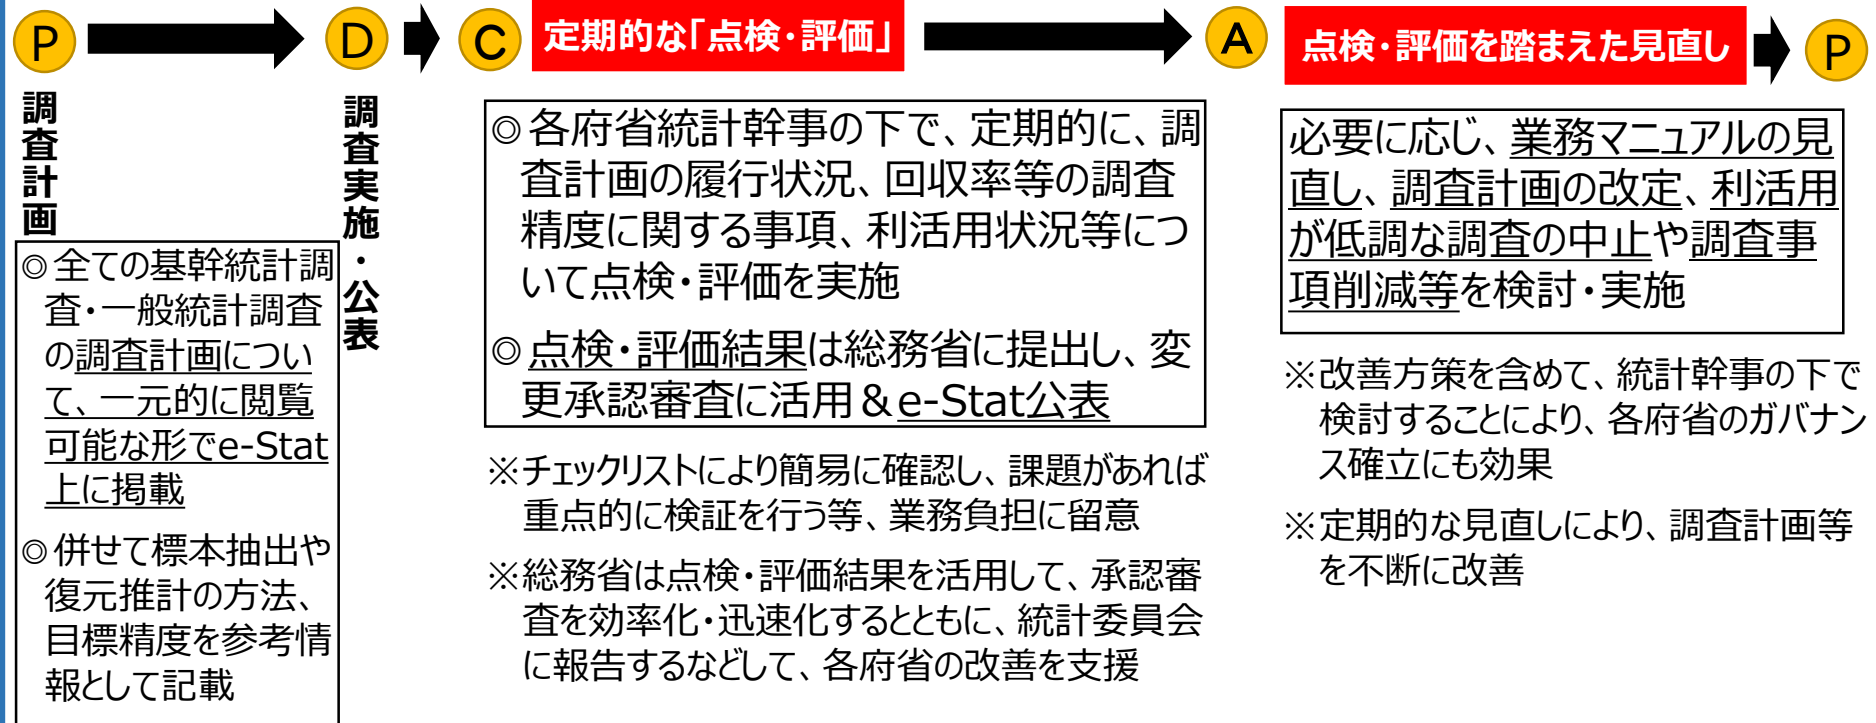 P
D
C
定期的な「点検・評価」
A
点検・評価を踏まえた見直し
P
調査計画
◎全ての基幹統計調
査・一般統計調査
の調査計画につい
て、一元的に閲覧
可能な形でe-Stat
上に掲載
◎併せて標本抽出や
復元推計の方法、
目標精度を参考情
報として記載
調査実施・公表
◎各府省統計幹事の下で、定期的に、調
査計画の履行状況、回収率等の調査
精度に関する事項、利活用状況等につ
いて点検・評価を実施
◎点検・評価結果は総務省に提出し、変
更承認審査に活用＆e-Stat公表
※チェックリストにより簡易に確認し、課題があれば
重点的に検証を行う等、業務負担に留意
※総務省は点検・評価結果を活用して、承認審
査を効率化・迅速化するとともに、統計委員会
に報告するなどして、各府省の改善を支援
必要に応じ、業務マニュアルの見
直し、調査計画の改定、利活用
が低調な調査の中止や調査事
項削減等を検討・実施
※改善方策を含めて、統計幹事の下で
検討することにより、各府省のガバナン
ス確立にも効果
※定期的な見直しにより、調査計画等
を不断に改善